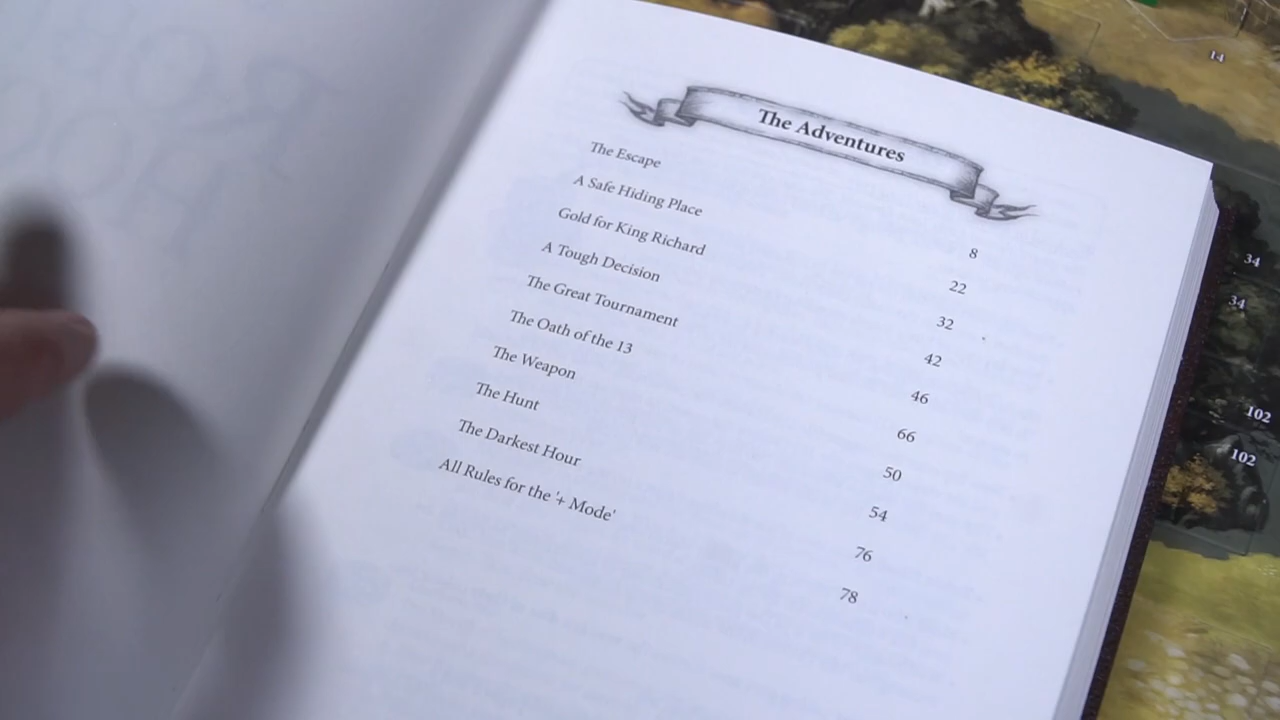 The Adventures
The Escape 8
A Safe Hiding Place 22
Gold for King Richard 32
A Tough Decision 42
The Great Tournament 46
The Oath of the 13 66
The Weapon 50
The Hunt 54
The Darkest Hour 76
All Rules for the '+ Mode' 78
14
34
34
102
102